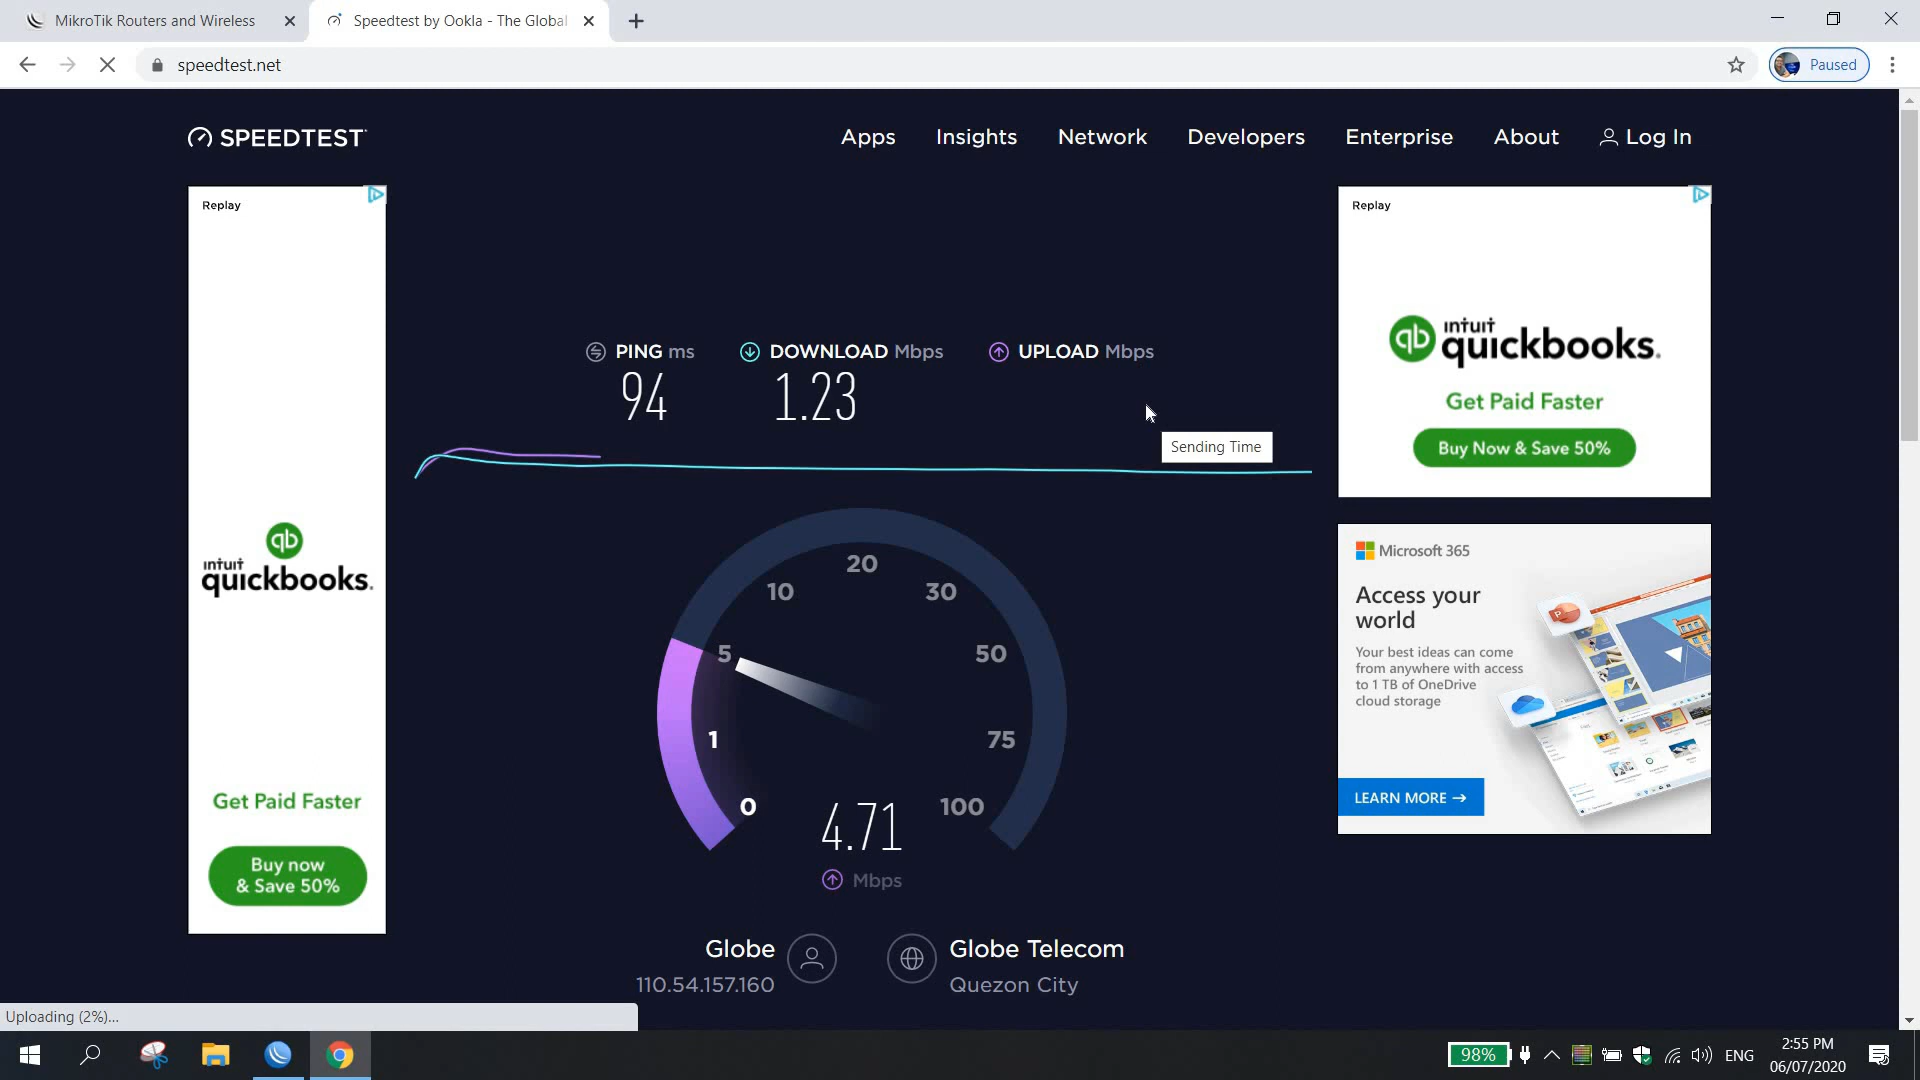 MikroTik Routers and Wireless
Speedtest by Ookla - The Global
speedtest.net
Paused
SPEEDTEST
Apps
Insights
Network
Developers
Enterprise
About
Log In
Replay
Replay
PING ms
DOWNLOAD Mbps
UPLOAD Mbps
94
1.23
Sending Time
intuit
quickbooks.
Get Paid Faster
Buy Now & Save 50%
qb
intuit
quickbooks.
Get Paid Faster
Buy now
& Save 50%
0
1
5
10
20
30
50
75
100
4.71
Mbps
Microsoft 365
Access your
world
Your best ideas can come
from anywhere with access
to 1 TB of OneDrive
cloud storage
LEARN MORE →
Globe
110.54.157.160
Globe Telecom
Quezon City
Uploading (2%)...
98%
ENG
2:55 PM
06/07/2020